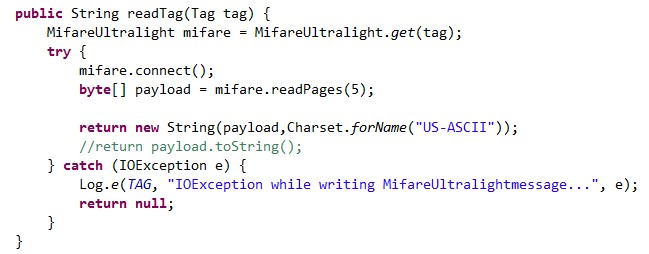 public String readTag(Tag tag) {
    MifareUltralight mifare = MifareUltralight.get(tag);
    try {
        mifare.connect();
        byte[] payload = mifare.readPages(5);

        return new String(payload,Charset.forName("US-ASCII"));
        //return payload.toString();
    } catch (IOException e) {
        Log.e(TAG, "IOException while writing MifareUltralightmessage...", e);
        return null;
    }
}